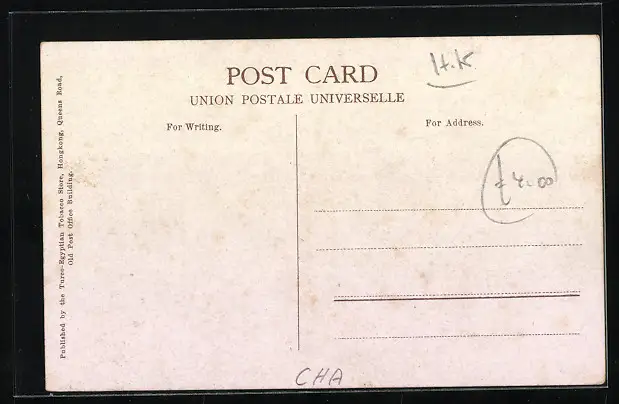 H.K
POST CARD
UNION POSTALE UNIVERSELLE
For Writing.
For Address.
£4.00
Published by the Turco-Egyptian Tobacco Store, Hongkong, Queens Road,
Old Post Office Building.
CHA